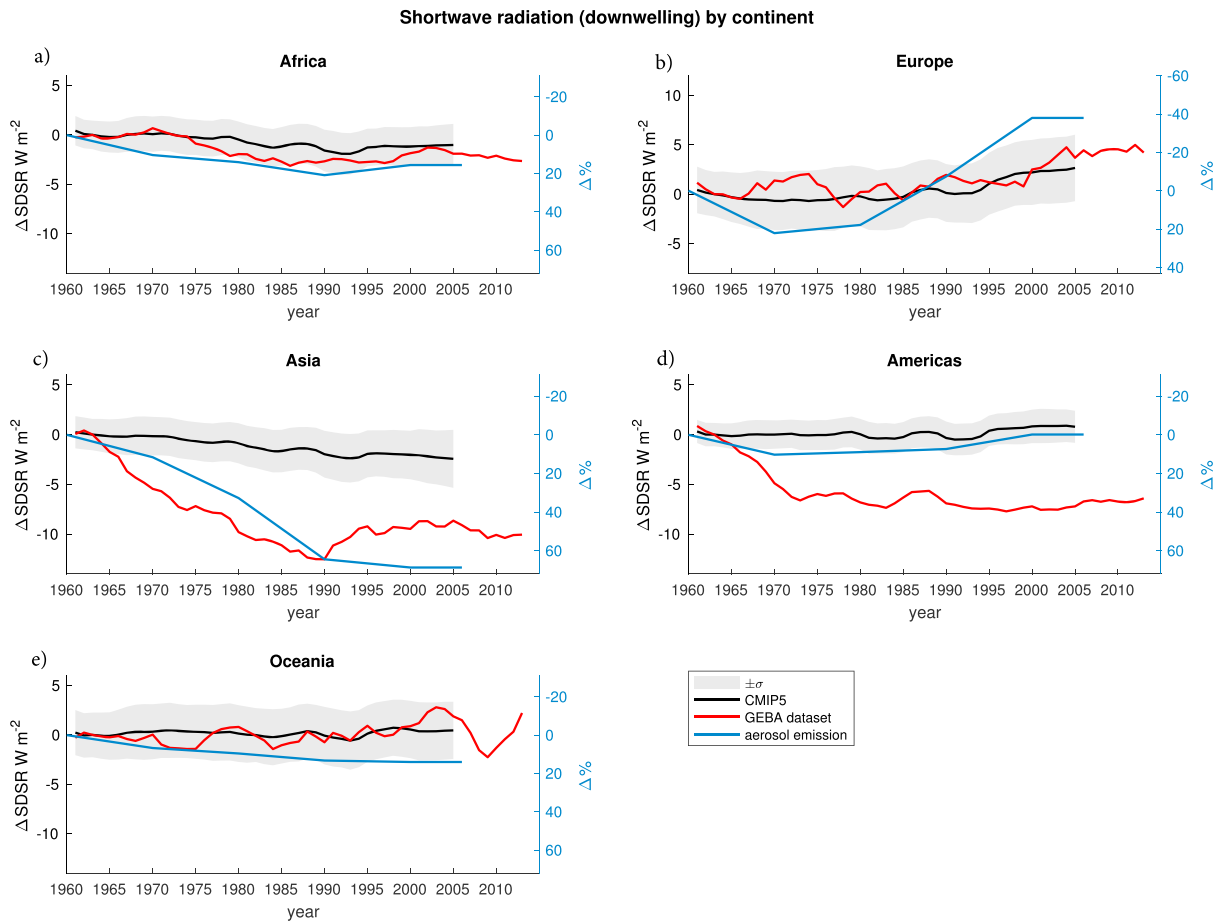 Shortwave radiation (downwelling) by continent
a)
Africa
5
0
-5
-10
Δ SDSR W m-2
-20
0
20
40
60
Δ %
1960 1965 1970 1975 1980 1985 1990 1995 2000 2005 2010
year
b)
Europe
10
5
0
-5
Δ SDSR W m-2
-60
-40
-20
0
20
40
Δ %
1960 1965 1970 1975 1980 1985 1990 1995 2000 2005 2010
year
c)
Asia
5
0
-5
-10
Δ SDSR W m-2
-20
0
20
40
60
Δ %
1960 1965 1970 1975 1980 1985 1990 1995 2000 2005 2010
year
d)
Americas
5
0
-5
-10
Δ SDSR W m-2
-20
0
20
40
60
Δ %
1960 1965 1970 1975 1980 1985 1990 1995 2000 2005 2010
year
e)
Oceania
5
0
-5
-10
Δ SDSR W m-2
-20
0
20
40
60
Δ %
1960 1965 1970 1975 1980 1985 1990 1995 2000 2005 2010
year
±σ
CMIP5
GEBA dataset
aerosol emission